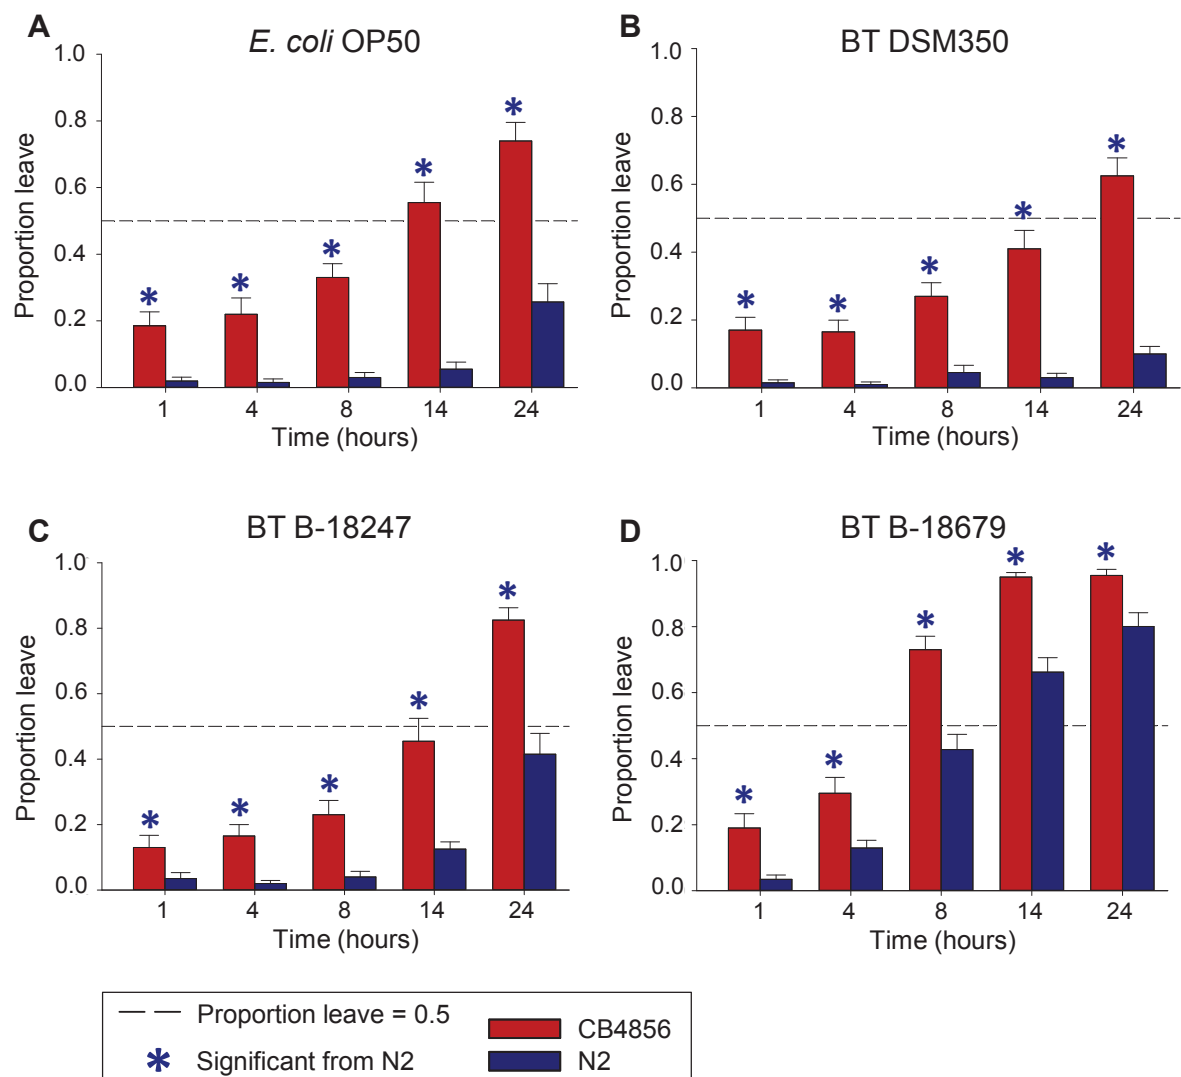 A
E. coli OP50
Proportion leave
1.0
0.8
0.6
0.4
0.2
0.0
*
*
*
*
*
1 4 8 14 24
Time (hours)
B
BT DSM350
Proportion leave
1.0
0.8
0.6
0.4
0.2
0.0
*
*
*
*
*
1 4 8 14 24
Time (hours)
C
BT B-18247
Proportion leave
1.0
0.8
0.6
0.4
0.2
0.0
*
*
*
*
*
1 4 8 14 24
Time (hours)
D
BT B-18679
Proportion leave
1.0
0.8
0.6
0.4
0.2
0.0
*
*
*
*
*
1 4 8 14 24
Time (hours)
Proportion leave = 0.5
* Significant from N2
CB4856
N2